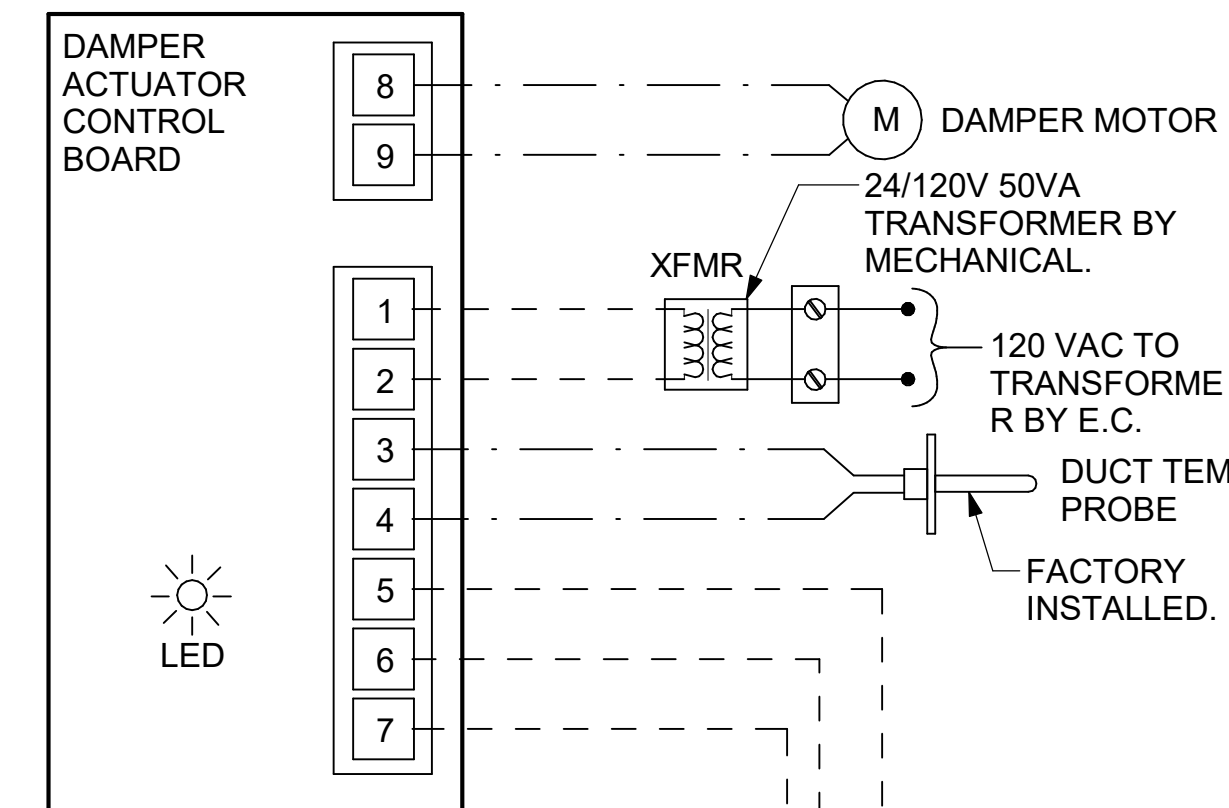 DAMPER
ACTUATOR
CONTROL
BOARD
8
9
M
DAMPER MOTOR
24/120V 50VA
TRANSFORMER BY
MECHANICAL.
XFMR
1
2
120 VAC TO
TRANSFORME
R BY E.C.
3
4
DUCT TEM
PROBE
FACTORY
INSTALLED.
5
6
7
LED